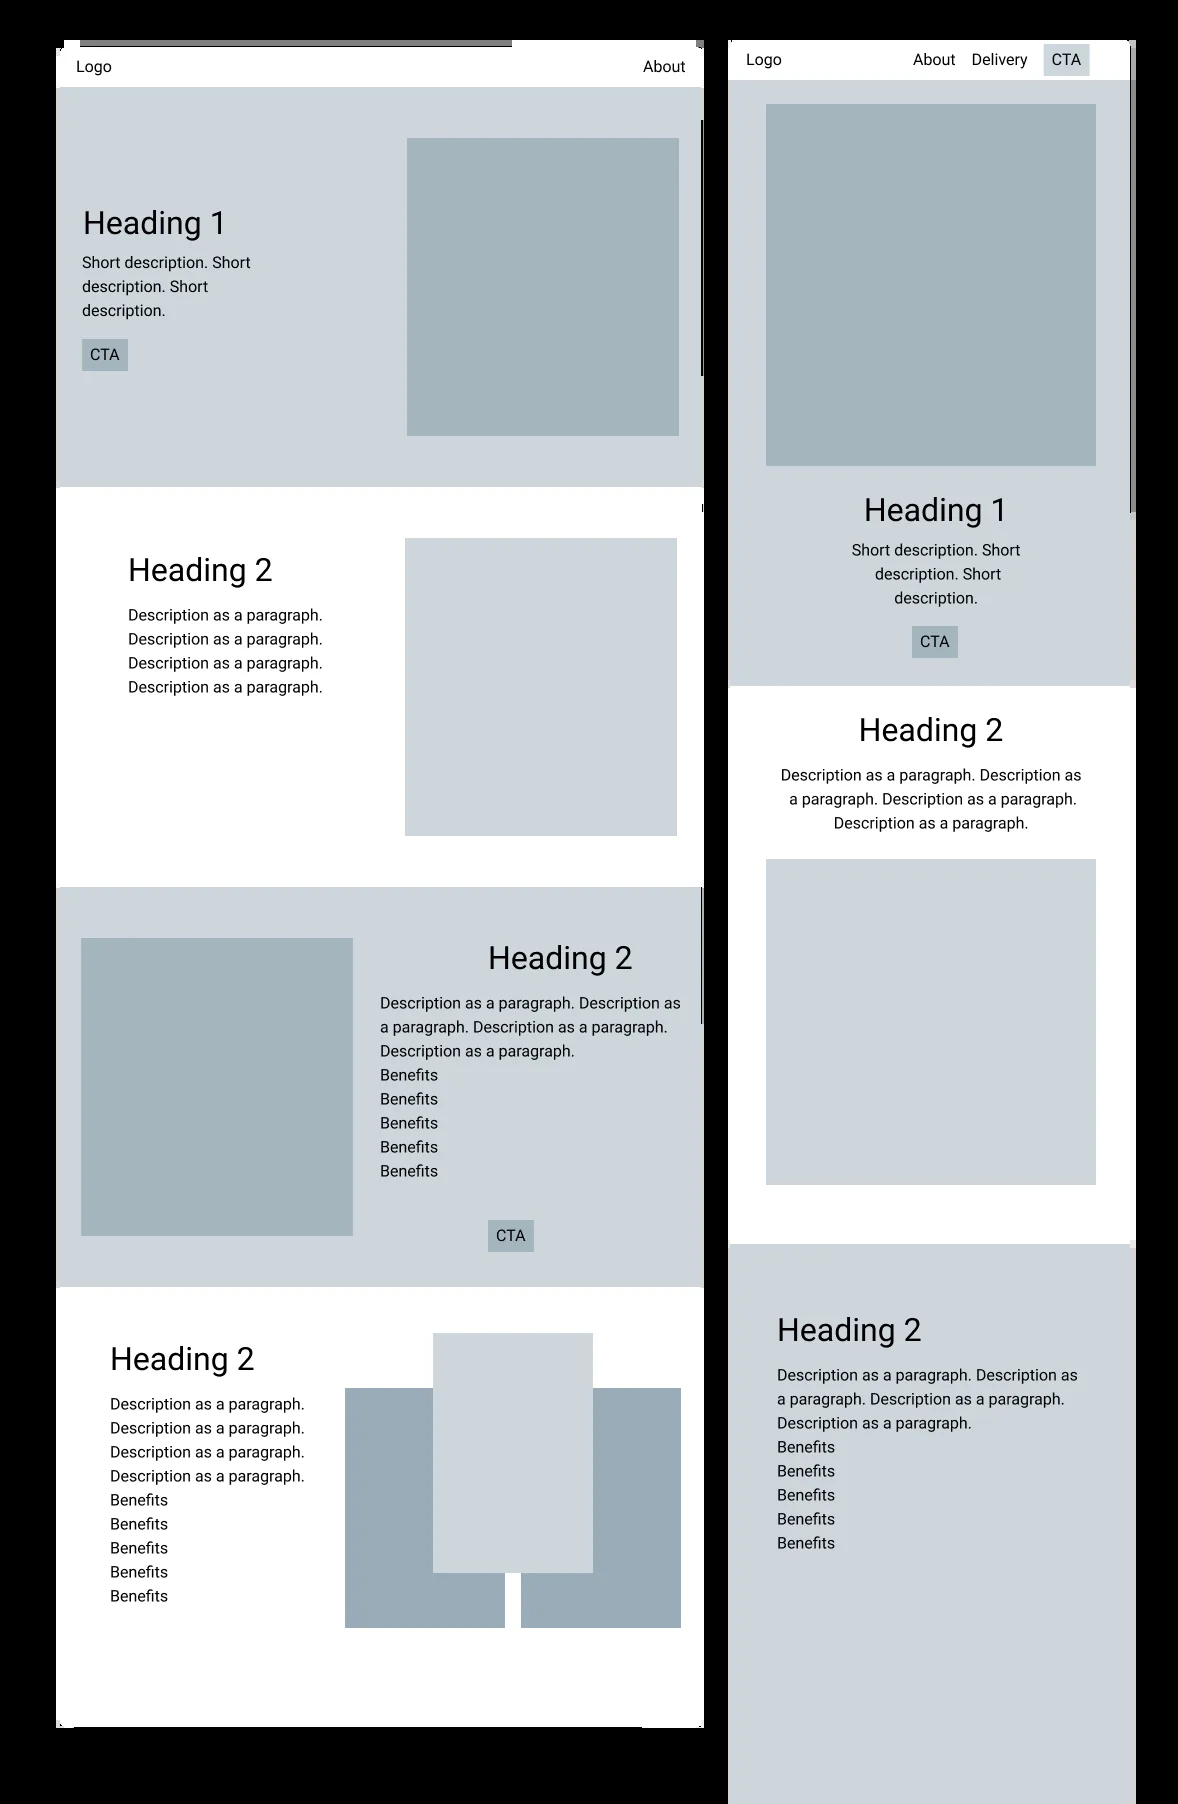 Logo
About
Heading 1
Short description. Short
description. Short
description.
CTA
Heading 2
Description as a paragraph.
Description as a paragraph.
Description as a paragraph.
Description as a paragraph.
Heading 2
Description as a paragraph. Description as
a paragraph. Description as a paragraph.
Description as a paragraph.
Benefits
Benefits
Benefits
Benefits
Benefits
CTA
Heading 2
Description as a paragraph.
Description as a paragraph.
Description as a paragraph.
Description as a paragraph.
Benefits
Benefits
Benefits
Benefits
Benefits
Logo
About Delivery CTA
Heading 1
Short description. Short
description. Short
description.
CTA
Heading 2
Description as a paragraph. Description as
a paragraph. Description as a paragraph.
Description as a paragraph.
Heading 2
Description as a paragraph. Description as
a paragraph. Description as a paragraph.
Description as a paragraph.
Benefits
Benefits
Benefits
Benefits
Benefits